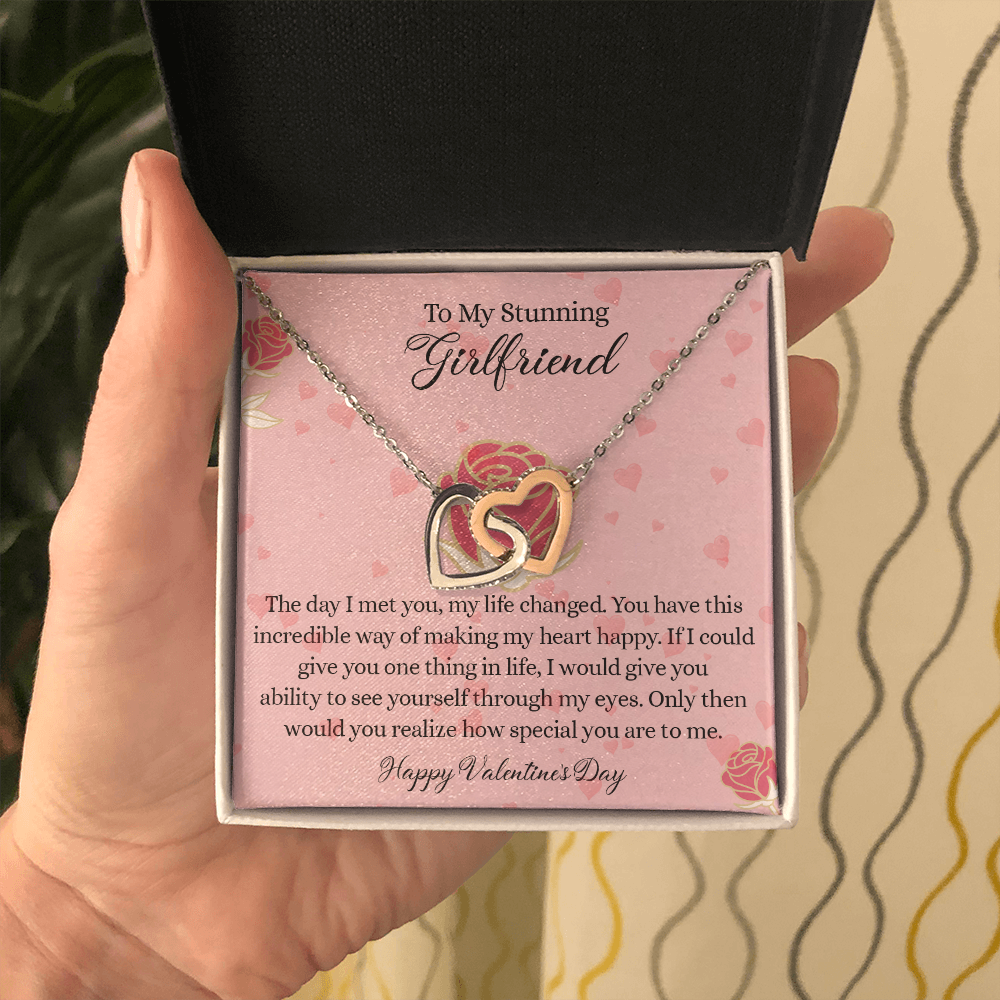 To My Stunning
Girlfriend
The day I met you, my life changed. You have this
incredible way of making my heart happy. If I could
give you one thing in life, I would give you
ability to see yourself through my eyes. Only then
would you realize how special you are to me.
Happy Valentine's Day